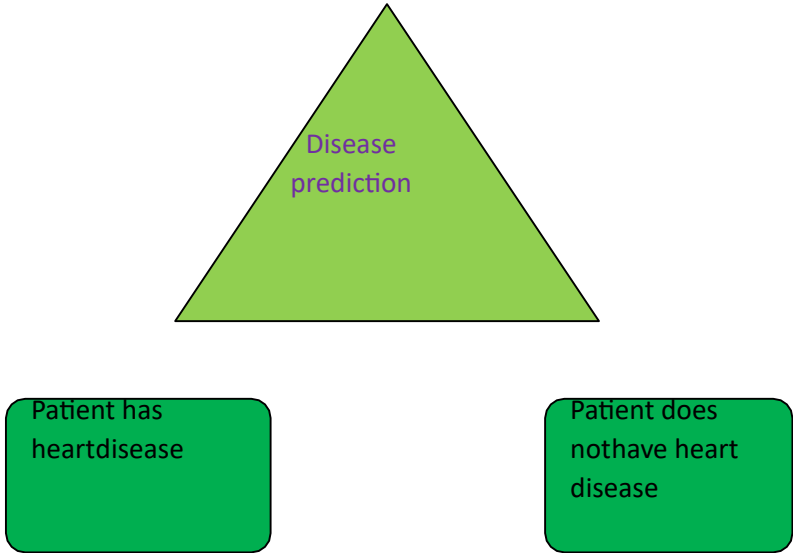 Disease
prediction
Patient has
heartdisease
Patient does
nothave heart
disease